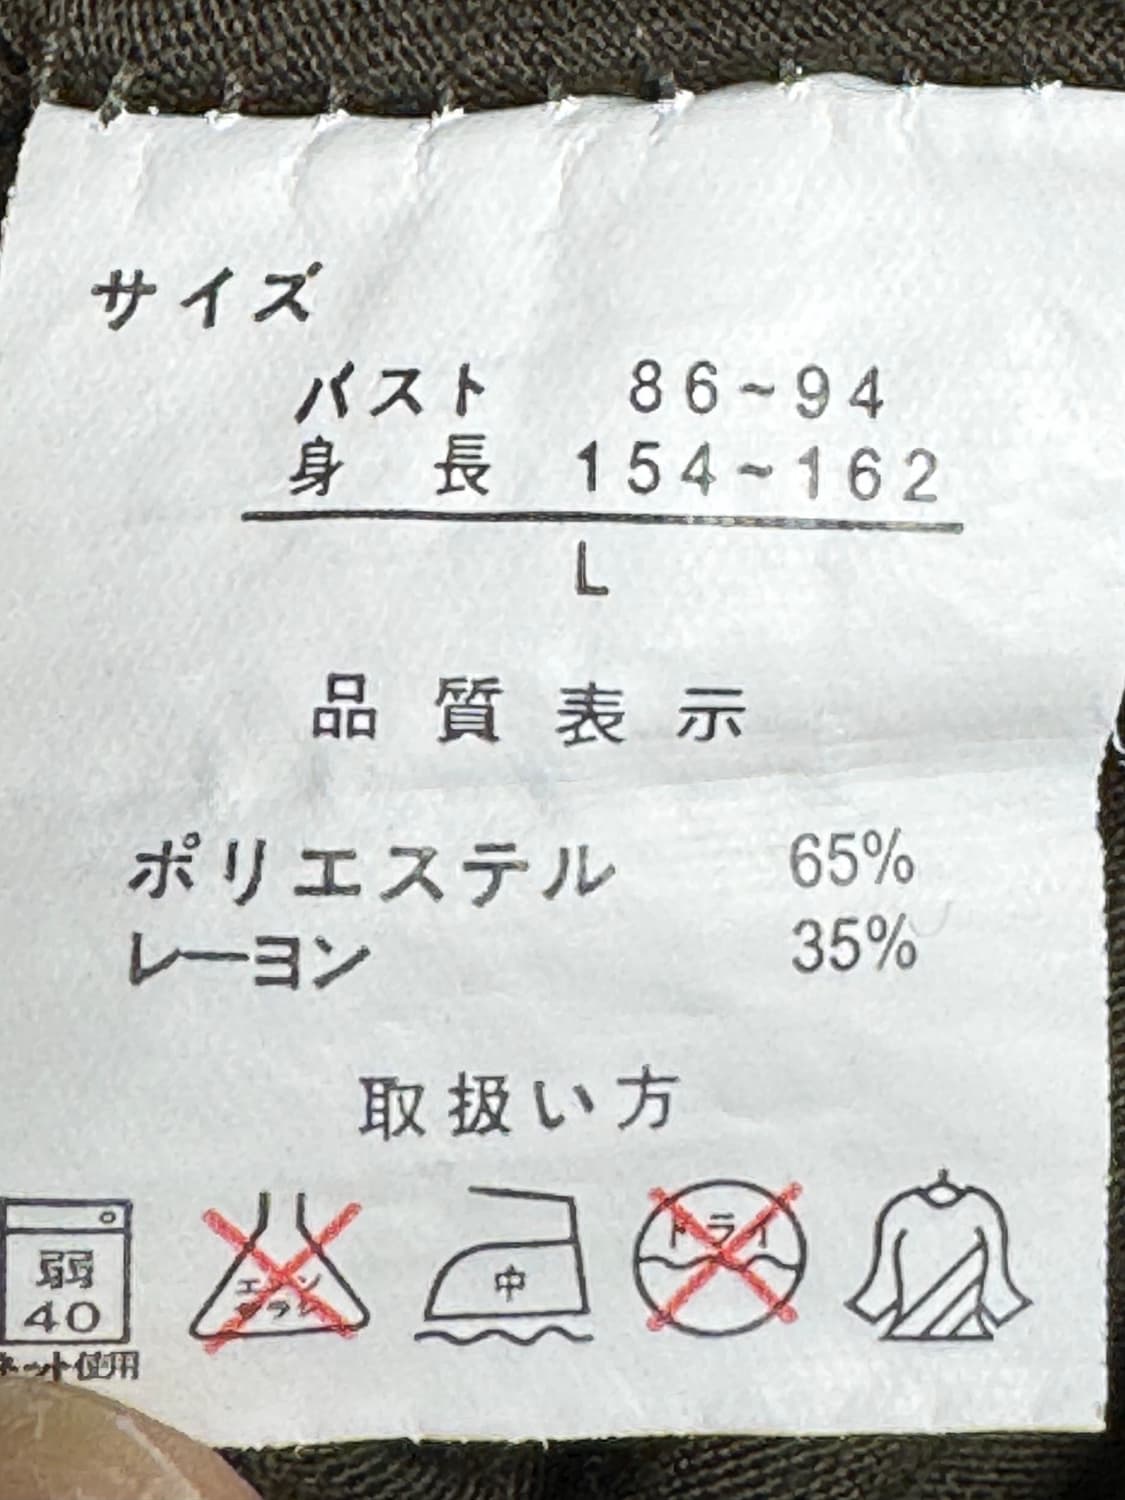 サイズ
バスト 86~94
身 長 154~162
L
品質表示
ポリエステル 65%
レーヨン 35%
取扱い方
弱
40
ネット使用
エンソ
サラシ
中
ドライ